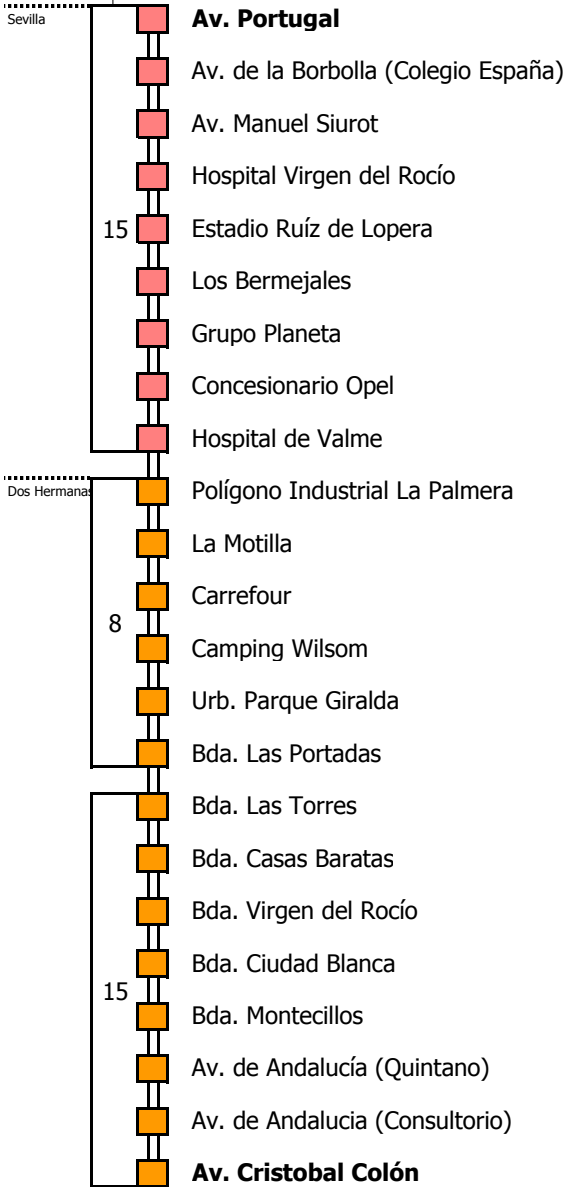 Sevilla
Av. Portugal
Av. de la Borbolla (Colegio España)
Av. Manuel Siurot
Hospital Virgen del Rocío
15
Estadio Ruíz de Lopera
Los Bermejales
Grupo Planeta
Concesionario Opel
Hospital de Valme
Dos Hermanas
Polígono Industrial La Palmera
La Motilla
Carrefour
8
Camping Wilsom
Urb. Parque Giralda
Bda. Las Portadas
Bda. Las Torres
Bda. Casas Baratas
Bda. Virgen del Rocío
Bda. Ciudad Blanca
15
Bda. Montecillos
Av. de Andalucía (Quintano)
Av. de Andalucia (Consultorio)
Av. Cristobal Colón